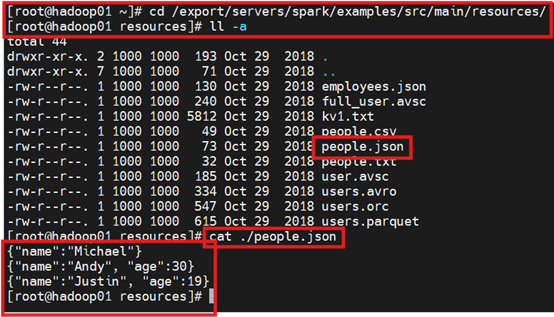 [root@hadoop01 ~]# cd /export/servers/spark/examples/src/main/resources/
[root@hadoop01 resources]# ll -a
total 44
drwxr-xr-x. 2 1000 1000  193 Oct 29  2018 .
drwxr-xr-x. 7 1000 1000   71 Oct 29  2018 ..
-rw-r--r--. 1 1000 1000  130 Oct 29  2018 employees.json
-rw-r--r--. 1 1000 1000  240 Oct 29  2018 full_user.avsc
-rw-r--r--. 1 1000 1000 5812 Oct 29  2018 kv1.txt
-rw-r--r--. 1 1000 1000   49 Oct 29  2018 people.csv
-rw-r--r--. 1 1000 1000   73 Oct 29  2018 people.json
-rw-r--r--. 1 1000 1000   32 Oct 29  2018 people.txt
-rw-r--r--. 1 1000 1000  185 Oct 29  2018 user.avsc
-rw-r--r--. 1 1000 1000  334 Oct 29  2018 users.avro
-rw-r--r--. 1 1000 1000  547 Oct 29  2018 users.orc
-rw-r--r--. 1 1000 1000  615 Oct 29  2018 users.parquet
[root@hadoop01 resources]# cat ./people.json
{"name":"Michael"}
{"name":"Andy", "age":30}
{"name":"Justin", "age":19}
[root@hadoop01 resources]#